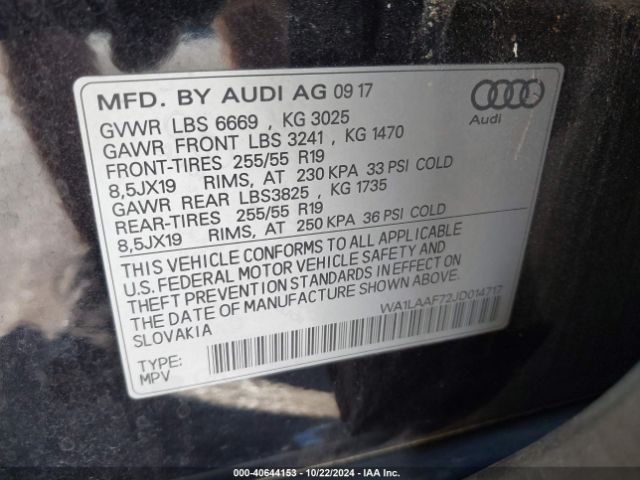 MFD. BY AUDI AG 09 17
Audi
GVWR LBS 6669 , KG 3025
GAWR FRONT LBS 3241 , KG 1470
FRONT-TIRES 255/55 R19
8,5JX19 RIMS, AT 230 KPA 33 PSI COLD
GAWR REAR LBS3825 , KG 1735
REAR-TIRES 255/55 R19
8,5JX19 RIMS, AT 250 KPA 36 PSI COLD
THIS VEHICLE CONFORMS TO ALL APPLICABLE
U.S. FEDERAL MOTOR VEHICLE SAFETY AND
THEFT PREVENTION STANDARDS IN EFFECT ON
THE DATE OF MANUFACTURE SHOWN ABOVE.
SLOVAKIA
WA1LAAF72JD014717
TYPE:
MPV
000-40644153 - 10/22/2024 - IAA Inc.